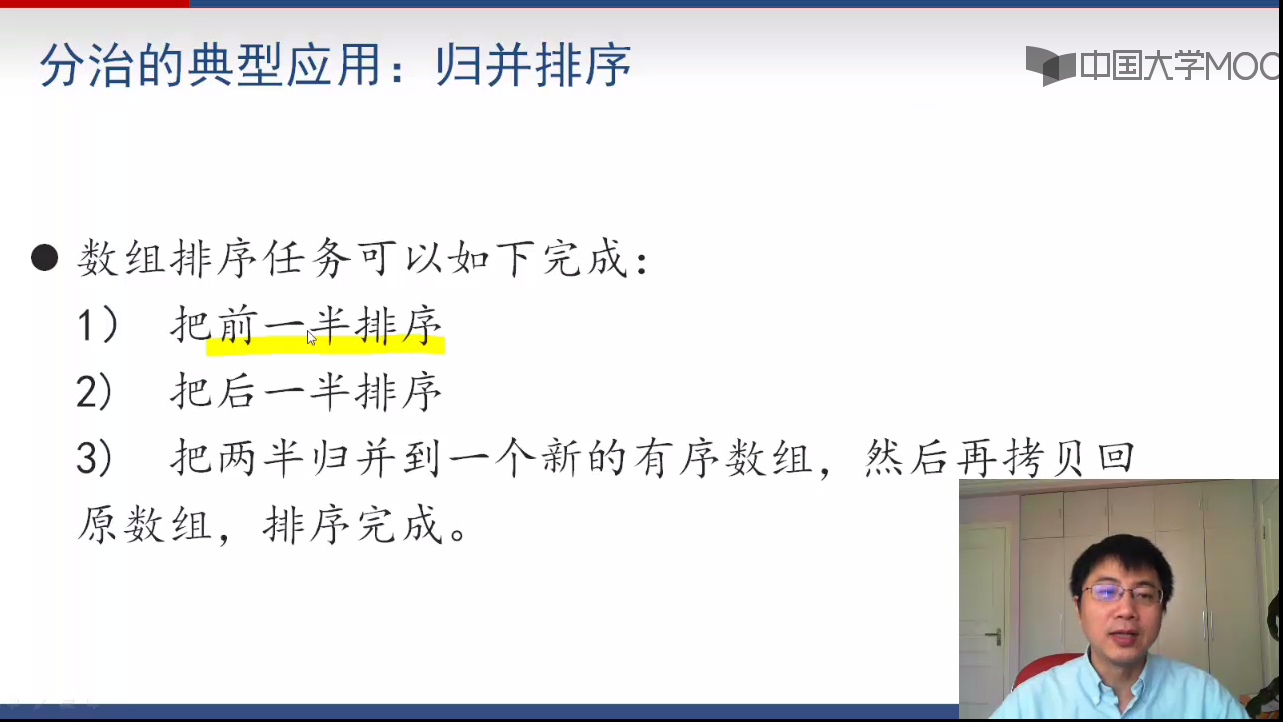 分治的典型应用：归并排序
中国大学MOO
● 数组排序任务可以如下完成：
1） 把前一半排序
2) 把后一半排序
3) 把两半归并到一个新的有序数组，然后再拷贝回
原数组，排序完成。